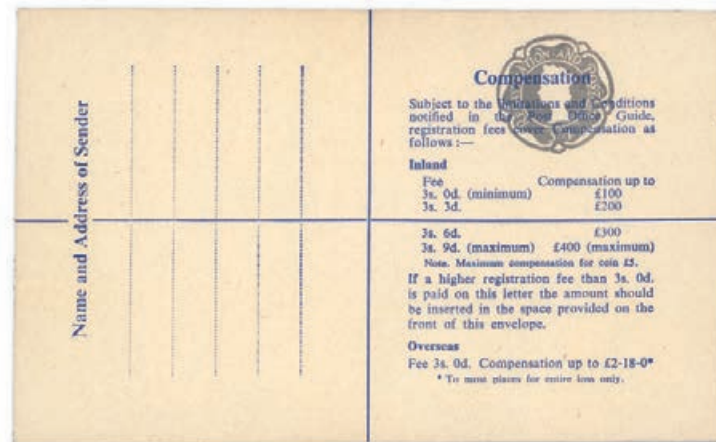 Name and Address of Sender
Compensation
Subject to the Limitations and Conditions
notified in the Post Office Guide,
registration fees cover Compensation as
follows :—
Inland
Fee Compensation up to
3s. 0d. (minimum) £100
3s. 3d. £200
3s. 6d. £300
3s. 9d. (maximum) £400 (maximum)
Note. Maximum compensation for coin £5.
If a higher registration fee than 3s. 0d.
is paid on this letter the amount should
be inserted in the space provided on the
front of this envelope.
Overseas
Fee 3s. 0d. Compensation up to £2-18-0*
* To most places for entire loss only.